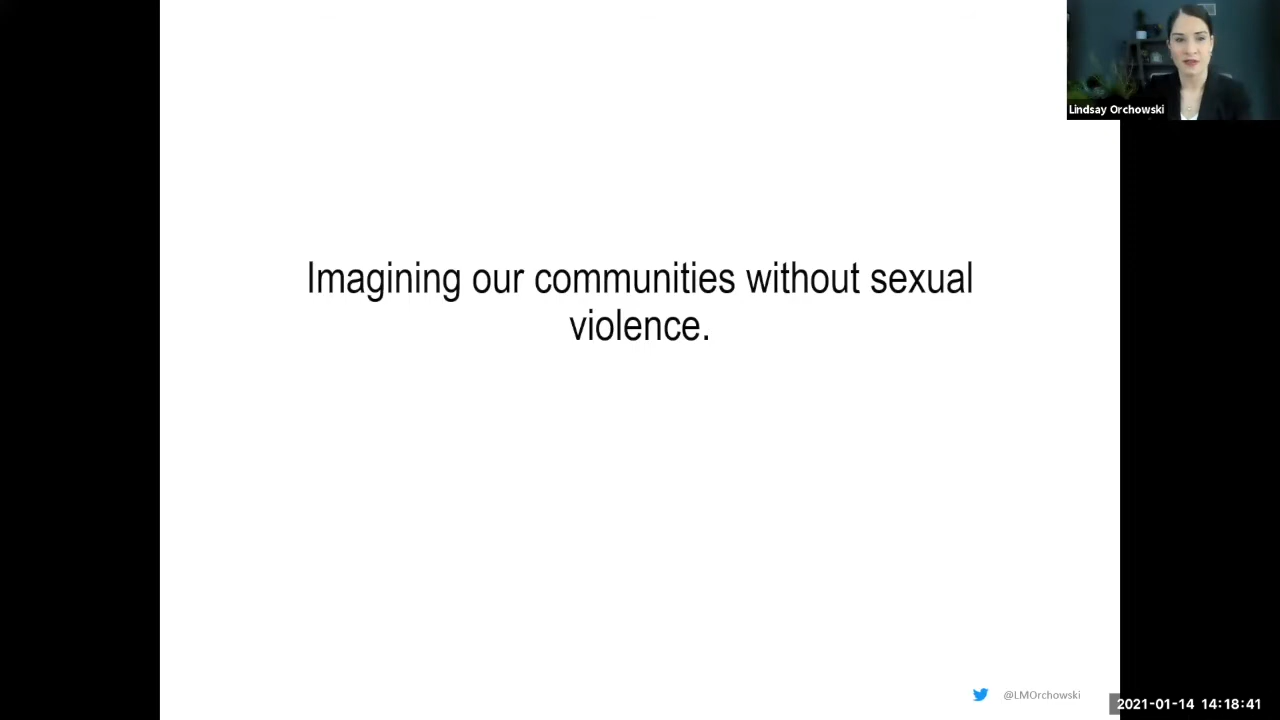 Lindsay Orchowski
Imagining our communities without sexual
violence.
@LMOrchowski
2021-01-14 14:18:41